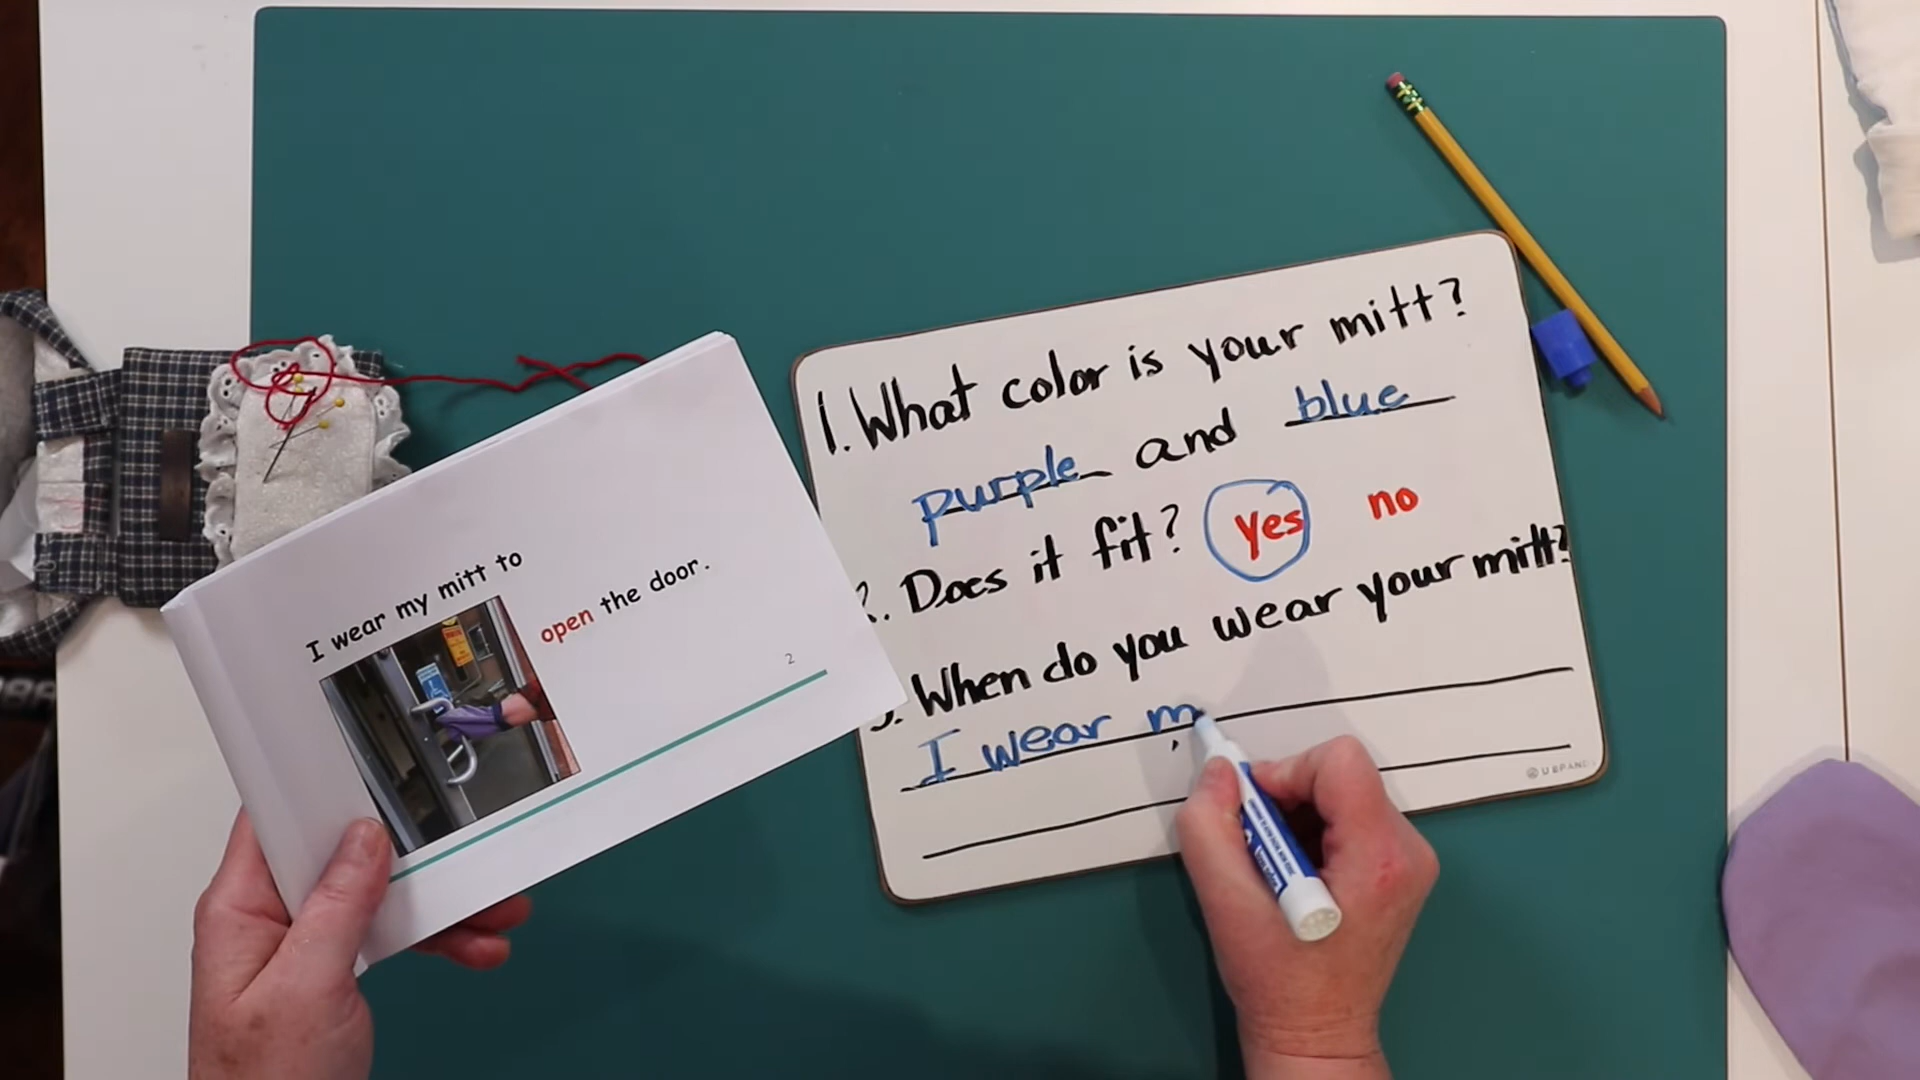 I wear my mitt to
open the door.
2
1. What color is your mitt?
purple and blue
2. Does it fit? yes no
3. When do you wear your mitt?
I wear m